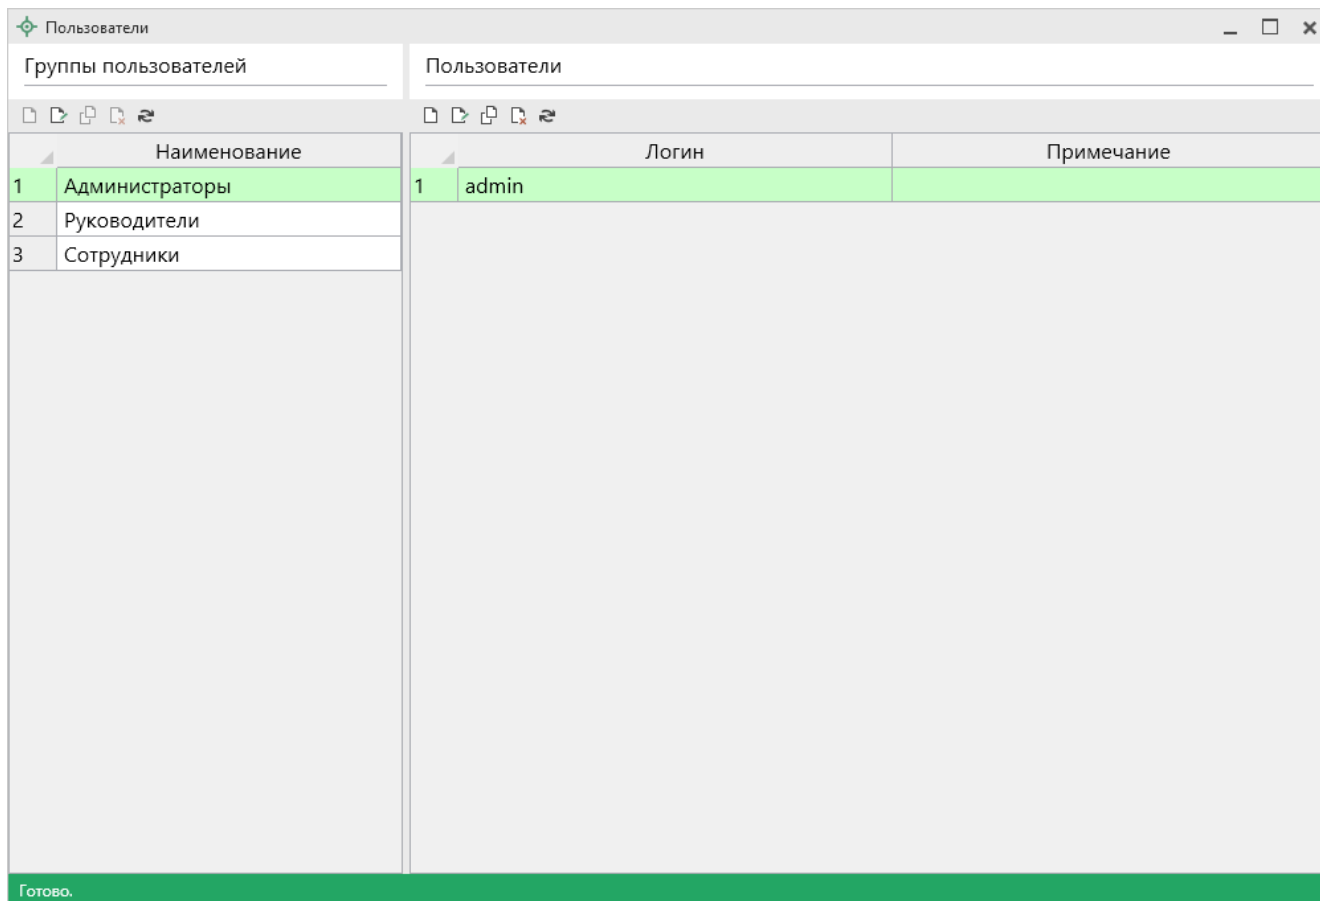 Пользователи
Группы пользователей
Пользователи
Наименование
1 Администраторы
2 Руководители
3 Сотрудники
Логин Примечание
1 admin
Готово.